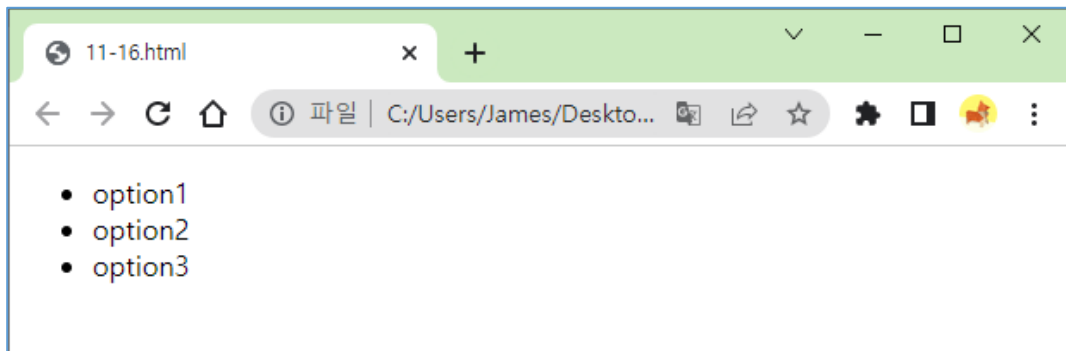 11-16.html
파일 C:/Users/James/Deskto...
option1
option2
option3